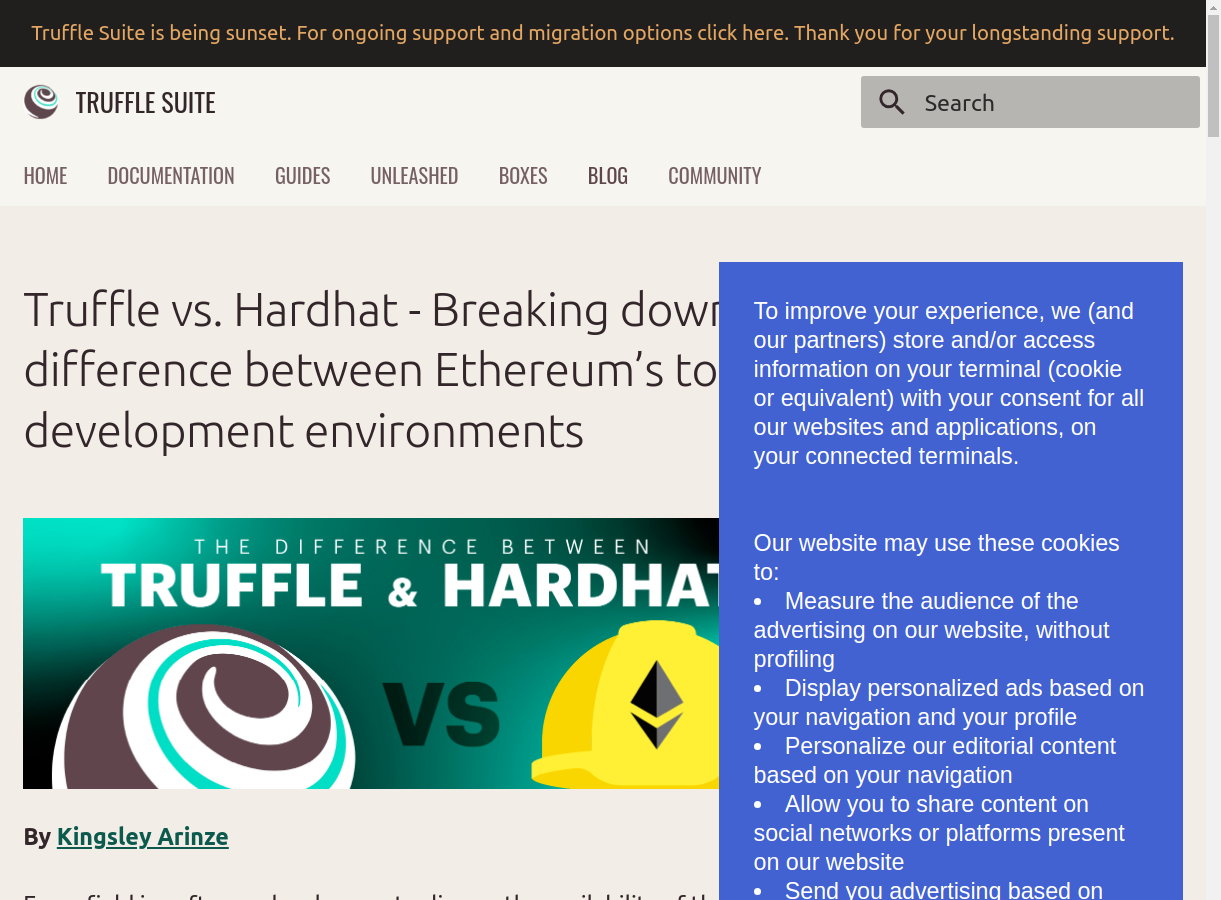 Truffle Suite is being sunset. For ongoing support and migration options click here. Thank you for your longstanding support.
TRUFFLE SUITE
Search
HOME DOCUMENTATION GUIDES UNLEASHED BOXES BLOG COMMUNITY
Truffle vs. Hardhat - Breaking down
difference between Ethereum’s to
development environments
THE DIFFERENCE BETWEEN
TRUFFLE & HARDHAT
VS
By Kingsley Arinze
To improve your experience, we (and
our partners) store and/or access
information on your terminal (cookie
or equivalent) with your consent for all
our websites and applications, on
your connected terminals.
Our website may use these cookies
to:
• Measure the audience of the
advertising on our website, without
profiling
• Display personalized ads based on
your navigation and your profile
• Personalize our editorial content
based on your navigation
• Allow you to share content on
social networks or platforms present
on our website
• Send you advertising based on